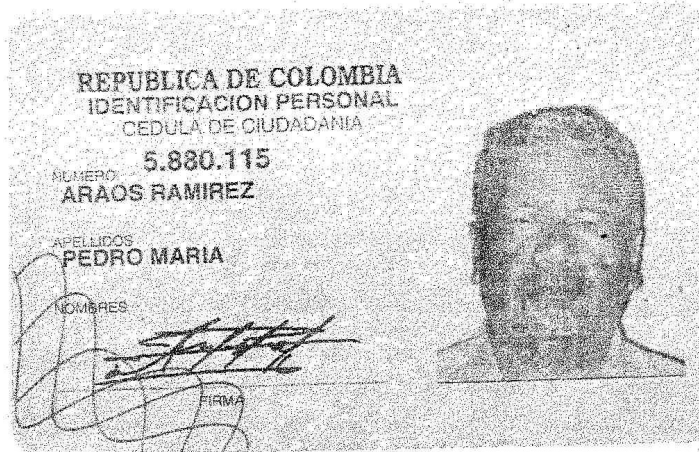 REPUBLICA DE COLOMBIA
IDENTIFICACION PERSONAL
CEDULA DE CIUDADANIA
NUMERO 5.880.115
ARAOS RAMIREZ
APELLIDOS
PEDRO MARIA
NOMBRES
FIRMA